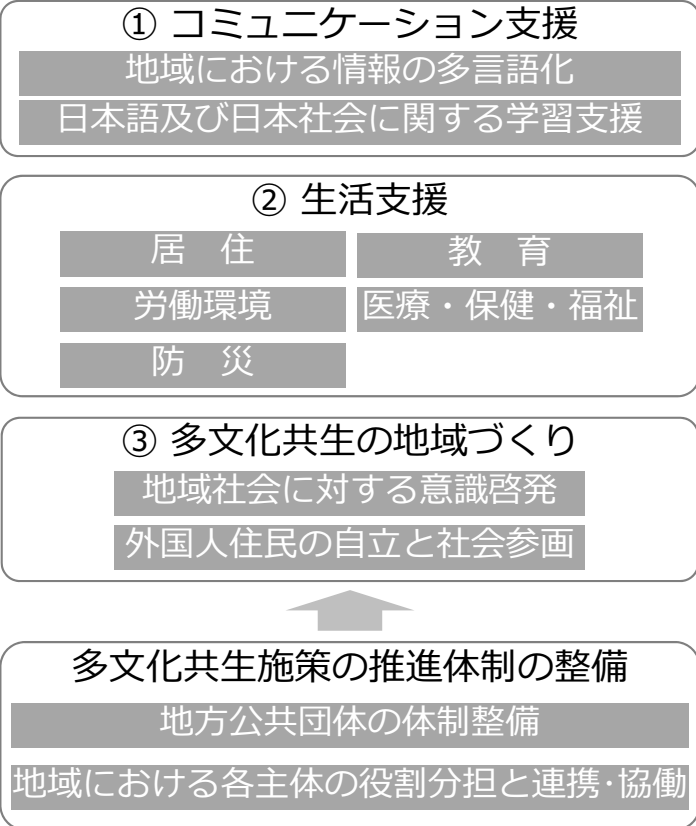 ① コミュニケーション支援
地域における情報の多言語化
日本語及び日本社会に関する学習支援
② 生活支援
居　住
教　育
労働環境
医療・保健・福祉
防　災
③ 多文化共生の地域づくり
地域社会に対する意識啓発
外国人住民の自立と社会参画
多文化共生施策の推進体制の整備
地方公共団体の体制整備
地域における各主体の役割分担と連携･協働